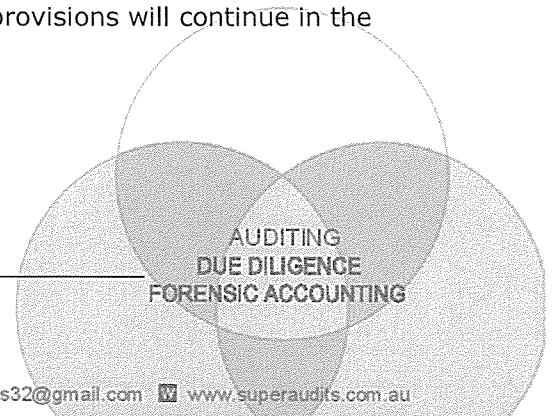 provisions will continue in the
AUDITING
DUE DILIGENCE
FORENSIC ACCOUNTING
s32@gmail.com W www.superaudits.com.au